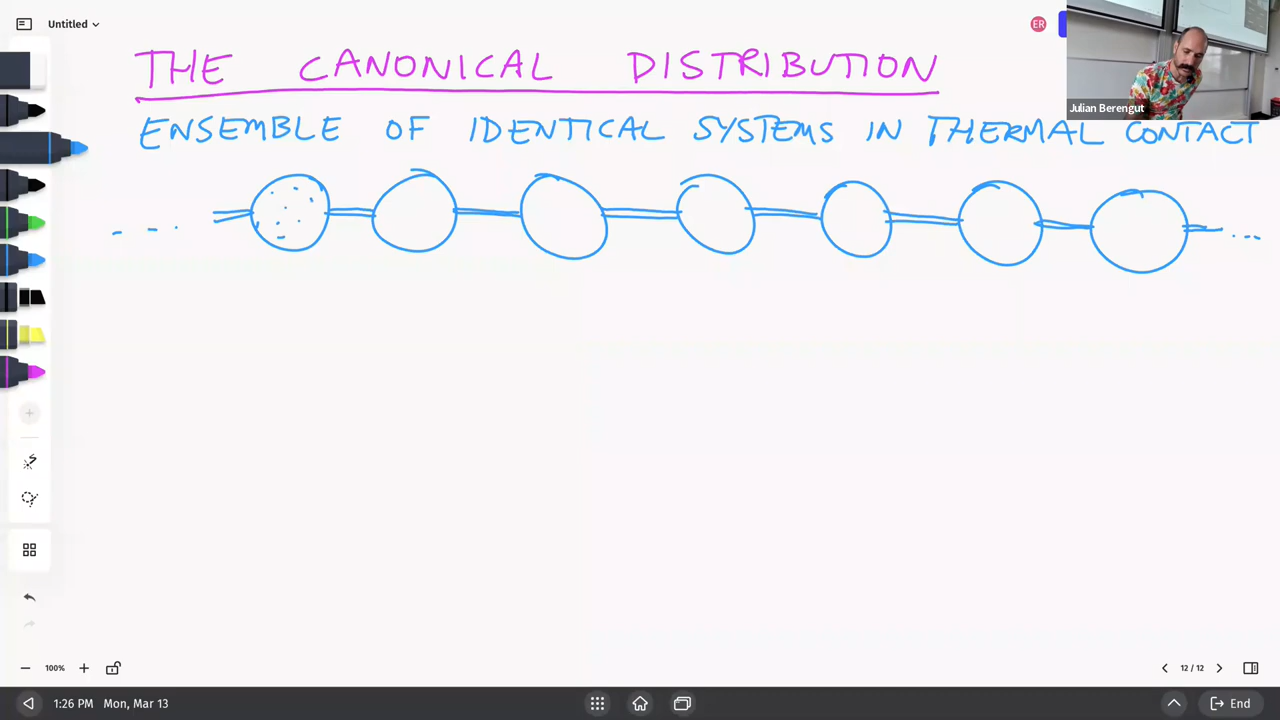 Untitled
ER
THE CANONICAL DISTRIBUTION
Julian Berengut
ENSEMBLE OF IDENTICAL SYSTEMS IN THERMAL CONTACT
100%
12 / 12
1:26 PM Mon, Mar 13
End